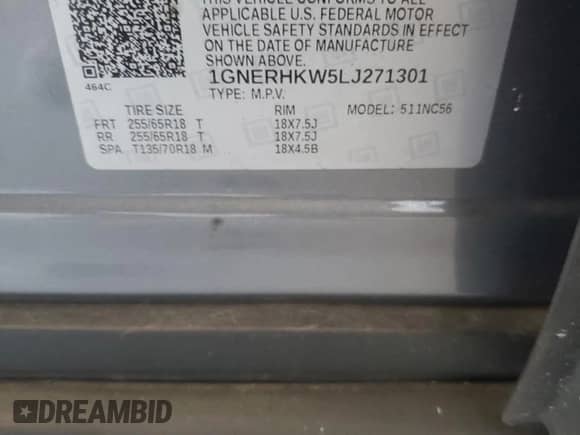 THIS VEHICLE CONFORMS TO ALL
APPLICABLE U.S. FEDERAL MOTOR
VEHICLE SAFETY STANDARDS IN EFFECT
ON THE DATE OF MANUFACTURE
SHOWN ABOVE.
464C
1GNERHKW5LJ271301
TYPE: M.P.V.
TIRE SIZE RIM MODEL: 511NC56
FRT 255/65R18 T 18X7.5J
RR 255/65R18 T 18X7.5J
SPA T135/70R18 M 18X4.5B
DREAMBID